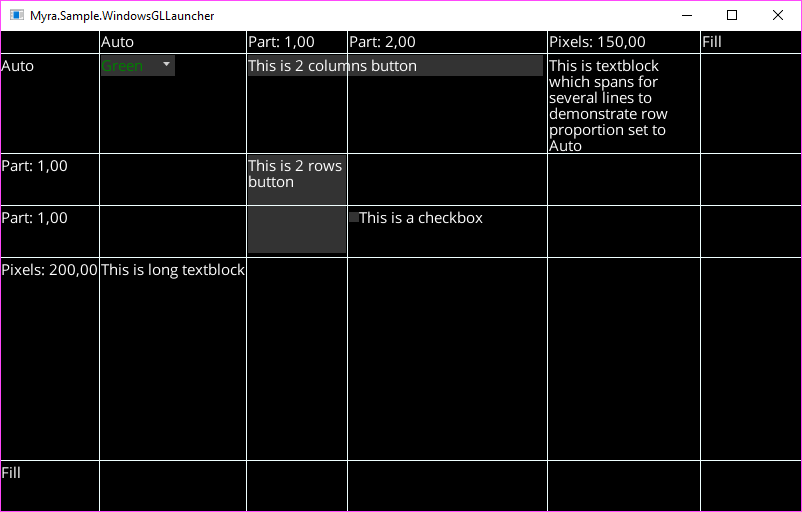 Myra.Sample.WindowsGLLauncher
Auto Part: 1,00 Part: 2,00 Pixels: 150,00 Fill
Auto Green This is 2 columns button This is textblock
which spans for
several lines to
demonstrate row
proportion set to
Auto
Part: 1,00 This is 2 rows
button
Part: 1,00 This is a checkbox
Pixels: 200,00 This is long textblock
Fill